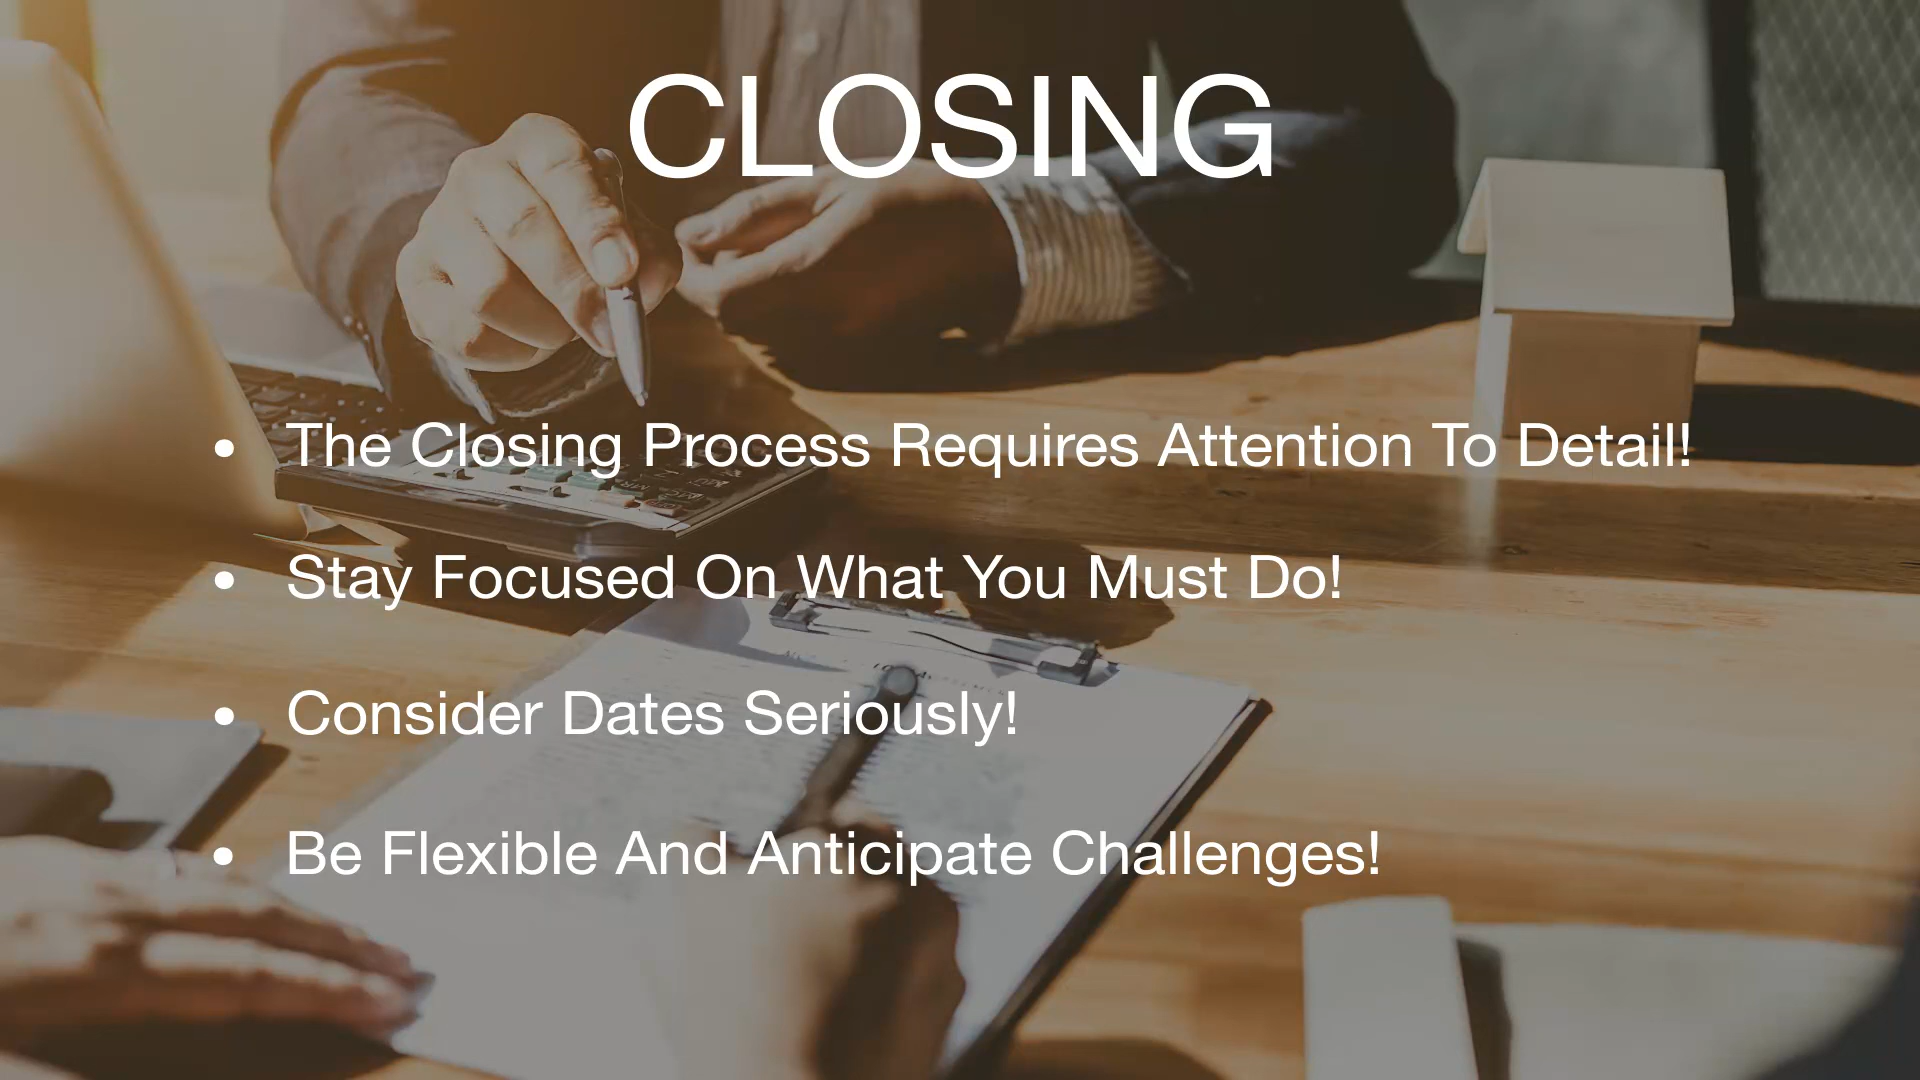 CLOSING
• The Closing Process Requires Attention To Detail!
• Stay Focused On What You Must Do!
• Consider Dates Seriously!
• Be Flexible And Anticipate Challenges!